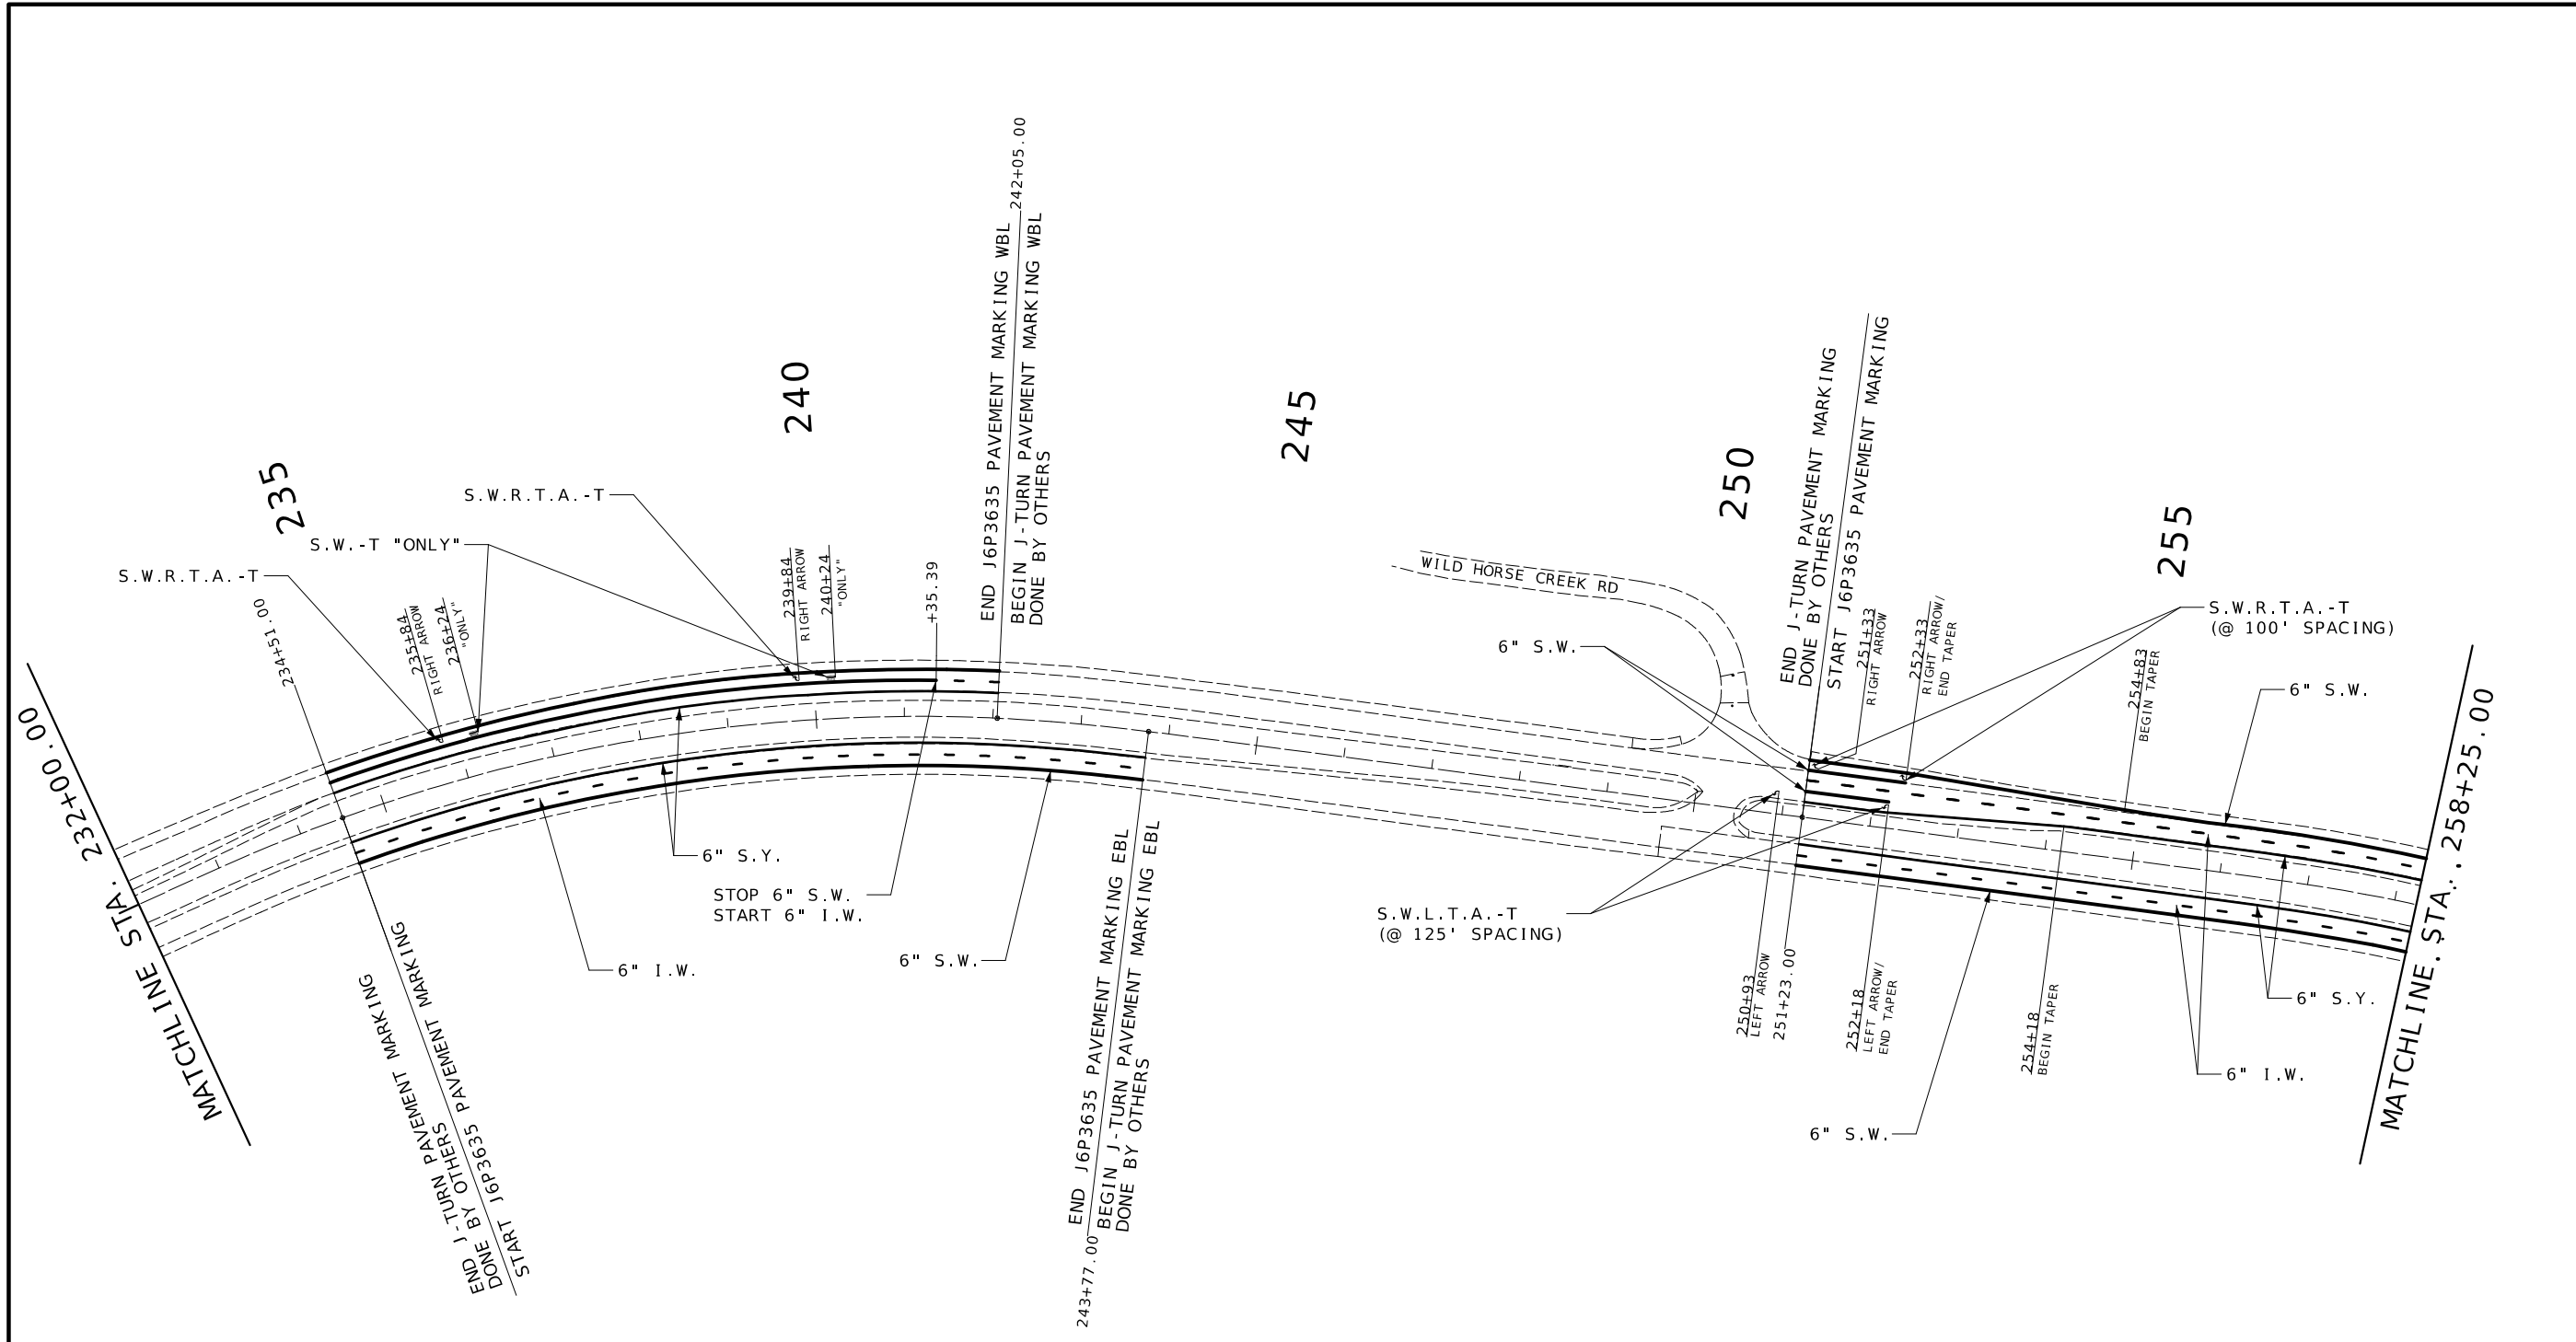 MATCHLINE STA. 232+00.00
235
S.W.R.T.A.-T
S.W.-T "ONLY"
S.W.R.T.A.-T
234+51.00
235+84
RIGHT ARROW
236+24
"ONLY"
240
239+84
RIGHT ARROW
240+24
"ONLY"
+35.39
END J6P3635 PAVEMENT MARKING WBL
242+05.00
BEGIN J-TURN PAVEMENT MARKING WBL
DONE BY OTHERS
END J-TURN PAVEMENT MARKING
DONE BY OTHERS
START J6P3635 PAVEMENT MARKING
6" I.W.
6" S.Y.
STOP 6" S.W.
START 6" I.W.
6" S.W.
243+77.00
END J6P3635 PAVEMENT MARKING EBL
BEGIN J-TURN PAVEMENT MARKING EBL
DONE BY OTHERS
245
WILD HORSE CREEK RD
250
6" S.W.
END J-TURN PAVEMENT MARKING
DONE BY OTHERS
START J6P3635 PAVEMENT MARKING
251+33
RIGHT ARROW
252+33
RIGHT ARROW/
END TAPER
255
S.W.R.T.A.-T
(@ 100' SPACING)
254+83
BEGIN TAPER
6" S.W.
S.W.L.T.A.-T
(@ 125' SPACING)
250+93
LEFT ARROW
251+23.00
252+18
LEFT ARROW/
END TAPER
254+18
BEGIN TAPER
6" S.W.
6" I.W.
6" S.Y.
MATCHLINE STA. 258+25.00